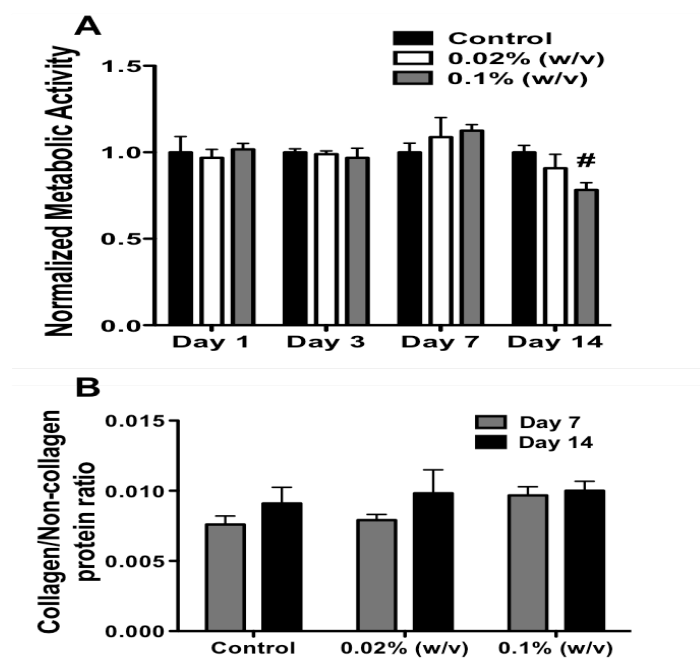 A
Control
0.02% (w/v)
0.1% (w/v)
Normalized Metabolic Activity
1.5
1.0
0.5
0.0
#
Day 1 Day 3 Day 7 Day 14
B
Collagen/Non-collagen
protein ratio
Day 7
Day 14
0.015
0.010
0.005
0.000
Control 0.02% (w/v) 0.1% (w/v)